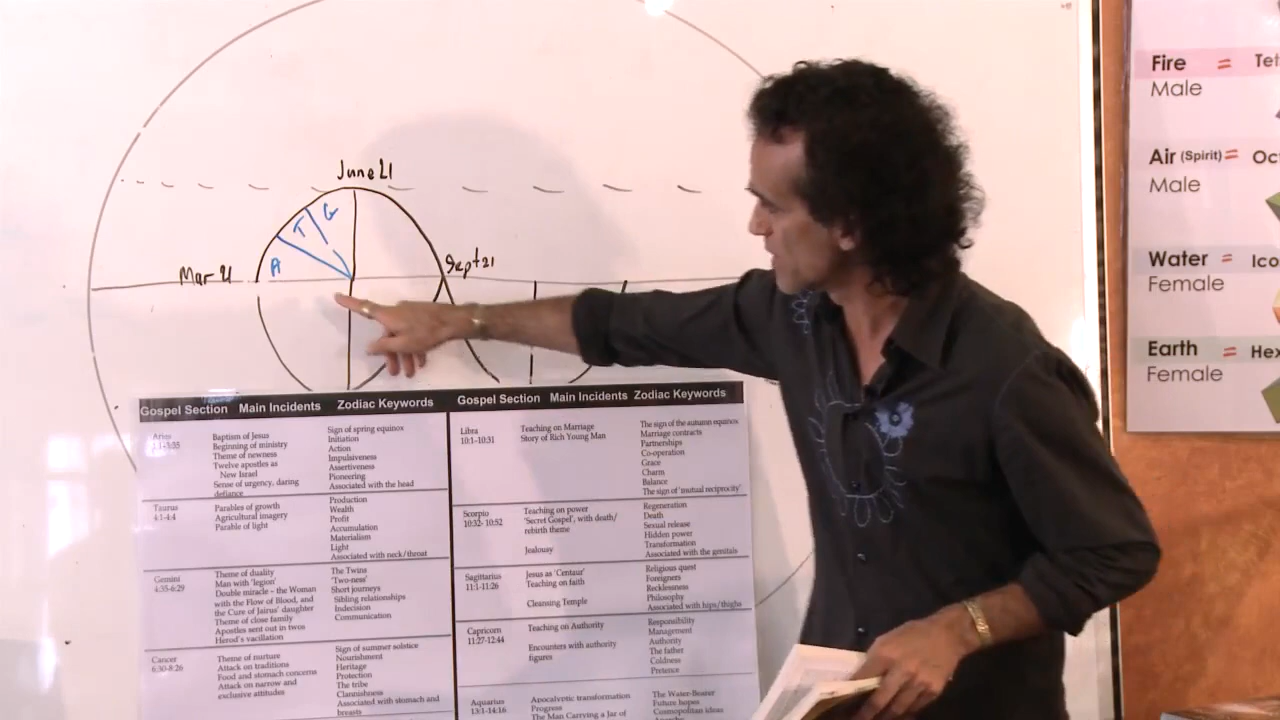 June 21
Mar 21
Sept 21
A
T
G
Gospel Section Main Incidents Zodiac Keywords
Aries
1:1-3:35
Baptism of Jesus
Beginning of ministry
Theme of newness
Twelve apostles as
New Israel
Sense of urgency, daring
defiance
Sign of spring equinox
Initiation
Action
Impulsiveness
Assertiveness
Pioneering
Associated with the head
Taurus
4:1-4:4
Parables of growth
Agricultural imagery
Parable of light
Production
Wealth
Profit
Accumulation
Materialism
Light
Associated with neck/throat
Gemini
4:35-6:29
Theme of duality
Man with 'legion'
Double miracle - the Woman
with the Flow of Blood, and
the Cure of Jairus' daughter
Theme of close family
Apostles sent out in twos
Herod's vacillation
The Twins
'Two-ness'
Short journeys
Sibling relationships
Indecision
Communication
Cancer
6:30-8:26
Theme of nurture
Attack on traditions
Food and stomach concerns
Attack on narrow and
exclusive attitudes
Sign of summer solstice
Nourishment
Heritage
Protection
The tribe
Clannishness
Associated with stomach and
breasts
Gospel Section Main Incidents Zodiac Keywords
Libra
10:1-10:31
Teaching on Marriage
Story of Rich Young Man
The sign of the autumn equinox
Marriage contracts
Partnerships
Co-operation
Grace
Charm
Balance
The sign of 'mutual reciprocity'
Scorpio
10:32- 10:52
Teaching on power
'Secret Gospel', with death/
rebirth theme
Jealousy
Regeneration
Death
Sexual release
Hidden power
Transformation
Associated with the genitals
Sagittarius
11:1-11:26
Jesus as 'Centaur'
Teaching on faith
Cleansing Temple
Religious quest
Foreigners
Recklessness
Philosophy
Associated with hips/thighs
Capricorn
11:27-12:44
Teaching on Authority
Encounters with authority
figures
Responsibility
Management
Authority
The father
Coldness
Pretence
Aquarius
13:1-14:16
Apocalyptic transformation
Progress
The Man Carrying a Jar of
The Water-Bearer
Future hopes
Cosmopolitan ideas
Fire = Tet
Male
Air (Spirit) = Oc
Male
Water = Ico
Female
Earth = Hex
Female